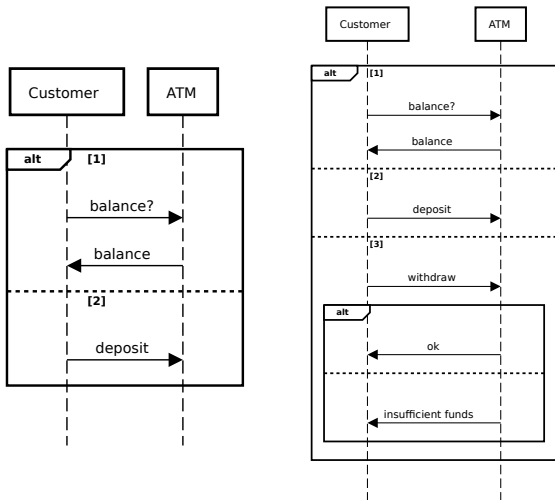 Customer ATM
alt [1]
balance?
balance
[2]
deposit
Customer ATM
alt [1]
balance?
balance
[2]
deposit
[3]
withdraw
alt
ok
insufficient funds